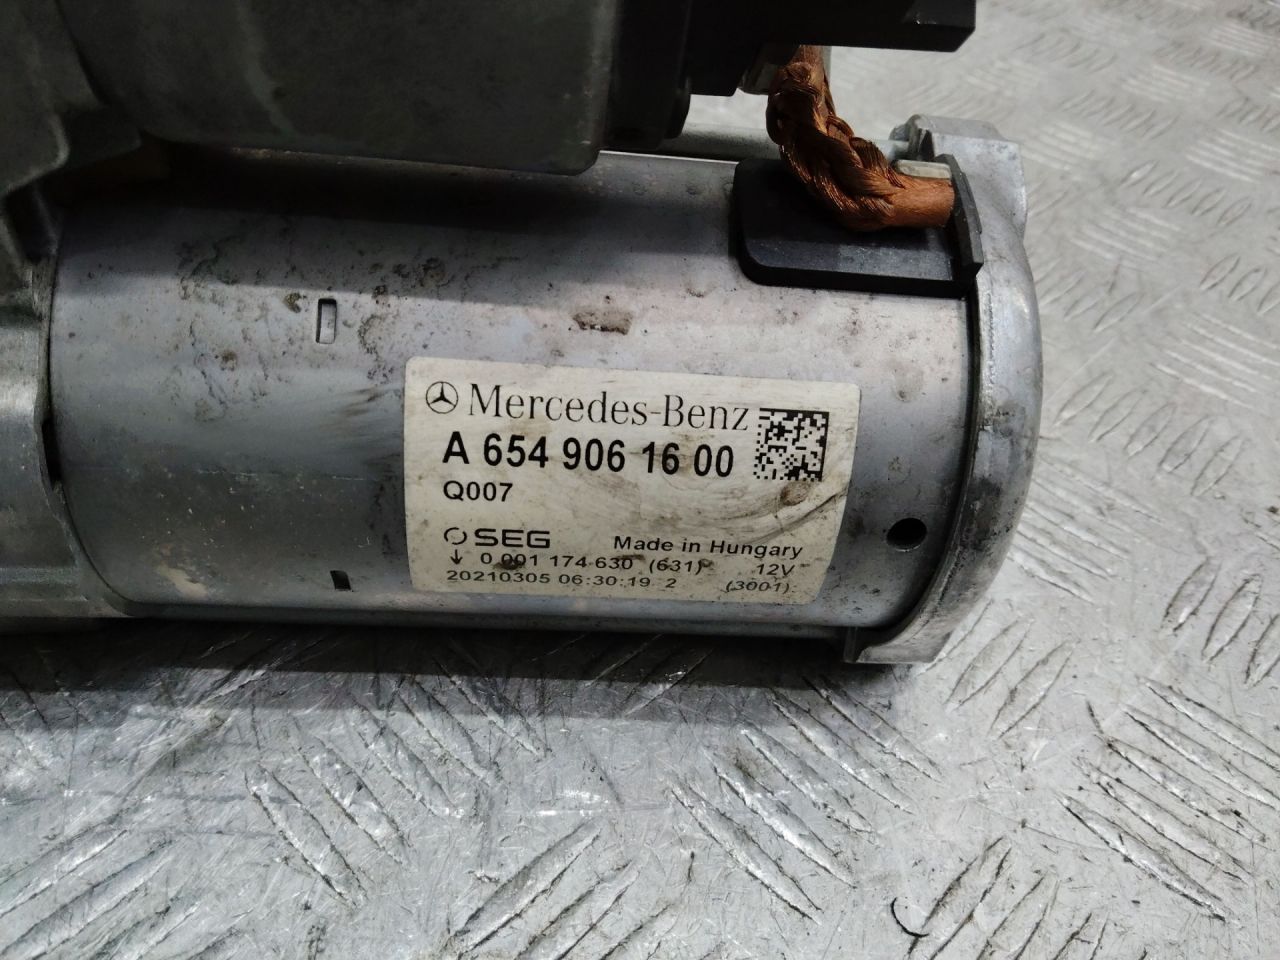 Mercedes-Benz
A 654 906 16 00
Q007
SEG Made in Hungary
0 001 174 630 (631) 12V
20210305 06:30:19 2 (3001)